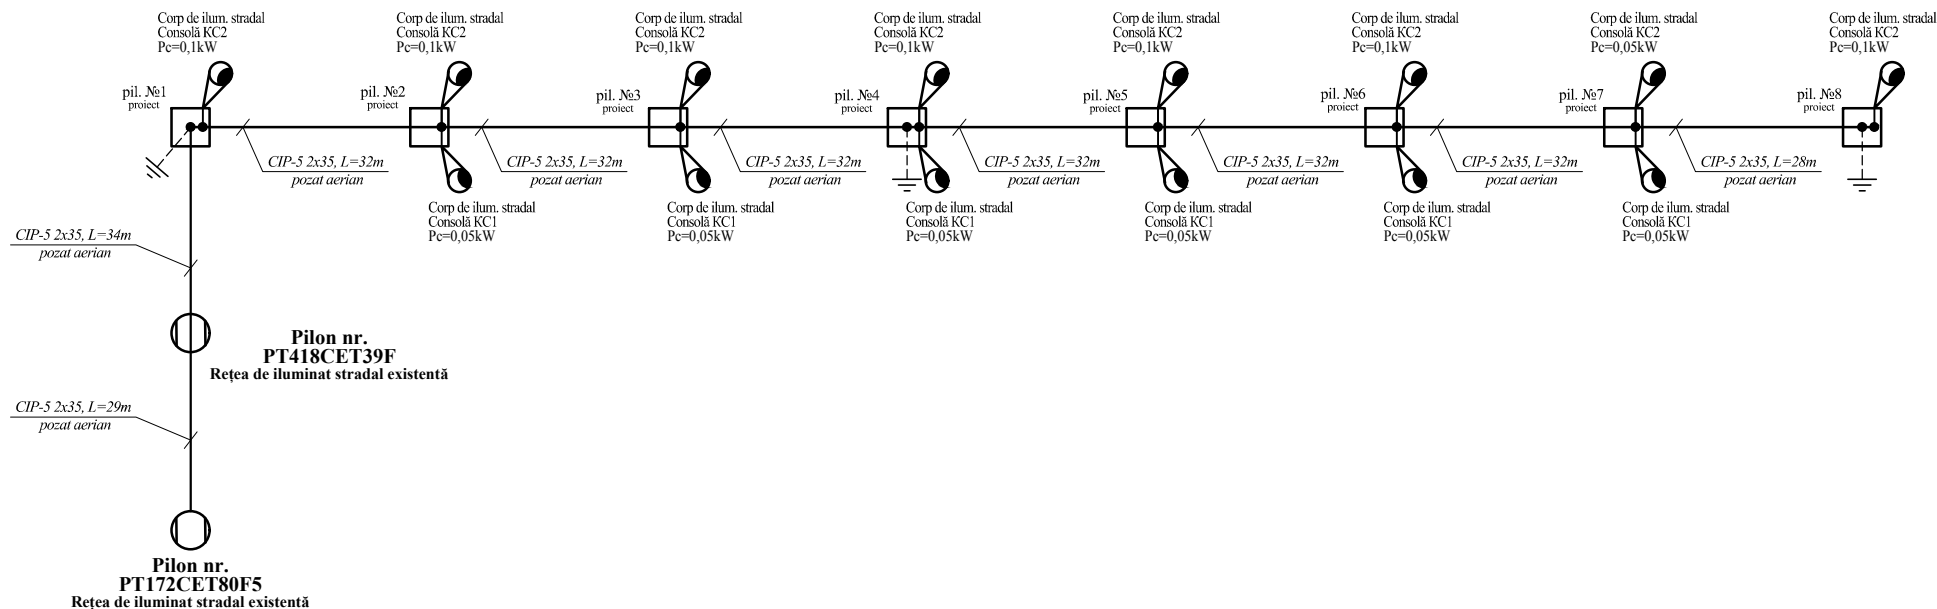 Corp de ilum. stradal
Consolă KC2
Pc=0,1kW
Corp de ilum. stradal
Consolă KC2
Pc=0,1kW
Corp de ilum. stradal
Consolă KC2
Pc=0,1kW
Corp de ilum. stradal
Consolă KC2
Pc=0,1kW
Corp de ilum. stradal
Consolă KC2
Pc=0,1kW
Corp de ilum. stradal
Consolă KC2
Pc=0,1kW
Corp de ilum. stradal
Consolă KC2
Pc=0,05kW
Corp de ilum. stradal
Consolă KC2
Pc=0,1kW
pil. №1
proiect
pil. №2
proiect
pil. №3
proiect
pil. №4
proiect
pil. №5
proiect
pil. №6
proiect
pil. №7
proiect
pil. №8
proiect
CIP-5 2x35, L=32m
pozat aerian
CIP-5 2x35, L=32m
pozat aerian
CIP-5 2x35, L=32m
pozat aerian
CIP-5 2x35, L=32m
pozat aerian
CIP-5 2x35, L=32m
pozat aerian
CIP-5 2x35, L=32m
pozat aerian
CIP-5 2x35, L=28m
pozat aerian
Corp de ilum. stradal
Consolă KC1
Pc=0,05kW
Corp de ilum. stradal
Consolă KC1
Pc=0,05kW
Corp de ilum. stradal
Consolă KC1
Pc=0,05kW
Corp de ilum. stradal
Consolă KC1
Pc=0,05kW
Corp de ilum. stradal
Consolă KC1
Pc=0,05kW
Corp de ilum. stradal
Consolă KC1
Pc=0,05kW
CIP-5 2x35, L=34m
pozat aerian
Pilon nr.
PT418CET39F
Rețea de iluminat stradal existentă
CIP-5 2x35, L=29m
pozat aerian
Pilon nr.
PT172CET80F5
Rețea de iluminat stradal existentă